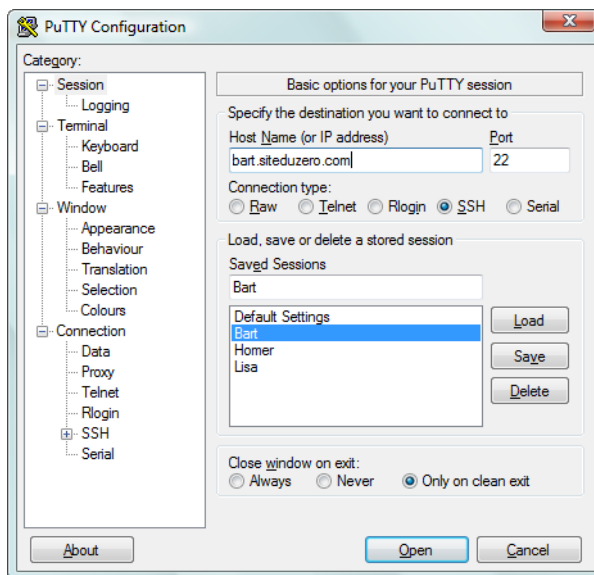 PuTTY Configuration
Category:
Session
Logging
Terminal
Keyboard
Bell
Features
Window
Appearance
Behaviour
Translation
Selection
Colours
Connection
Data
Proxy
Telnet
Rlogin
SSH
Serial
Basic options for your PuTTY session
Specify the destination you want to connect to
Host Name (or IP address) Port
bart.siteduzero.com 22
Connection type:
Raw Telnet Rlogin SSH Serial
Load, save or delete a stored session
Saved Sessions
Bart
Default Settings
Bart
Homer
Lisa
Load
Save
Delete
Close window on exit:
Always Never Only on clean exit
About Open Cancel